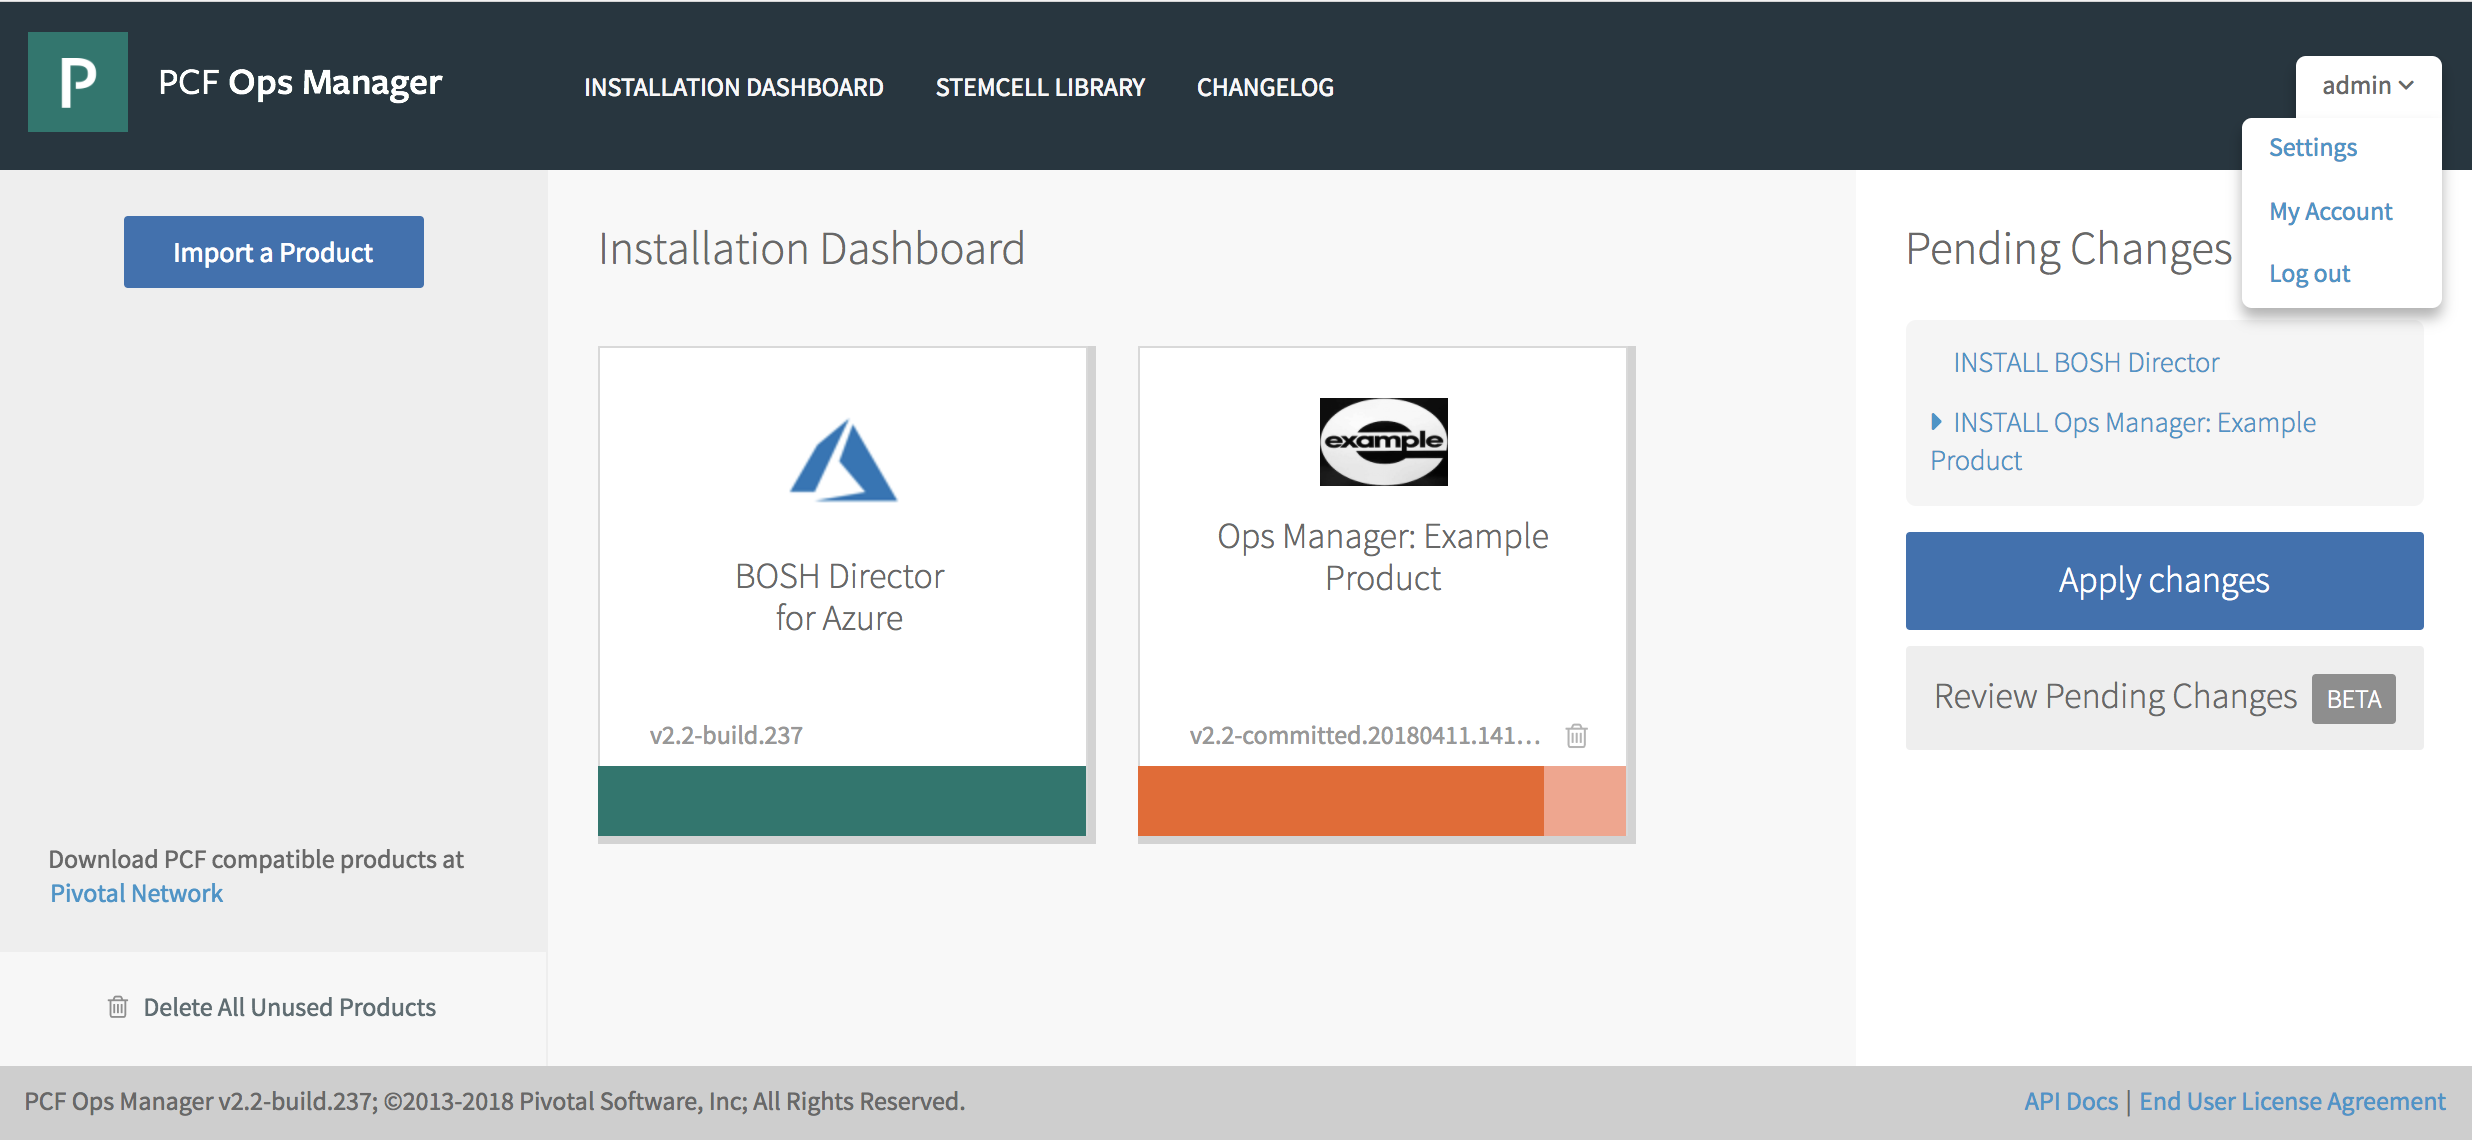 P
PCF Ops Manager
INSTALLATION DASHBOARD
STEMCELL LIBRARY
CHANGELOG
admin
Settings
My Account
Log out
Import a Product
Download PCF compatible products at
Pivotal Network
Delete All Unused Products
Installation Dashboard
BOSH Director
for Azure
v2.2-build.237
example
Ops Manager: Example
Product
v2.2-committed.20180411.141...
Pending Changes
INSTALL BOSH Director
INSTALL Ops Manager: Example
Product
Apply changes
Review Pending Changes BETA
PCF Ops Manager v2.2-build.237; ©2013-2018 Pivotal Software, Inc; All Rights Reserved.
API Docs | End User License Agreement